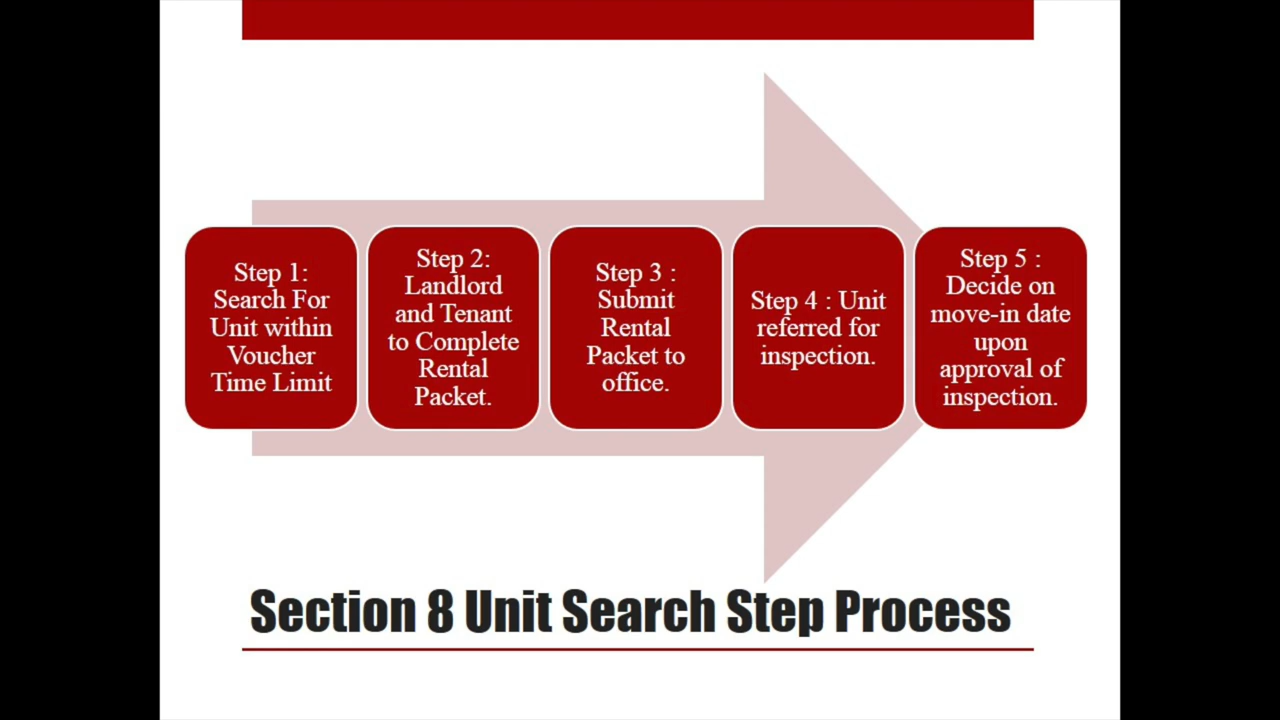 Step 1:
Search For
Unit within
Voucher
Time Limit
Step 2:
Landlord
and Tenant
to Complete
Rental
Packet.
Step 3 :
Submit
Rental
Packet to
office.
Step 4 : Unit
referred for
inspection.
Step 5 :
Decide on
move-in date
upon
approval of
inspection.
Section 8 Unit Search Step Process